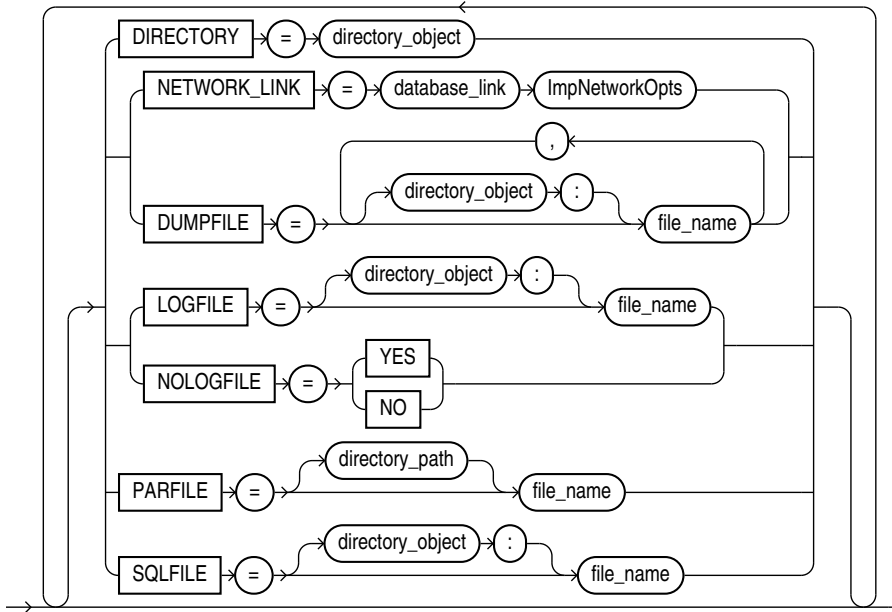 DIRECTORY = directory_object
NETWORK_LINK = database_link ImpNetworkOpts
,
directory_object :
DUMPFILE = file_name
directory_object :
LOGFILE = file_name
YES
NOLOGFILE =
NO
directory_path
PARFILE = file_name
directory_object :
SQLFILE = file_name